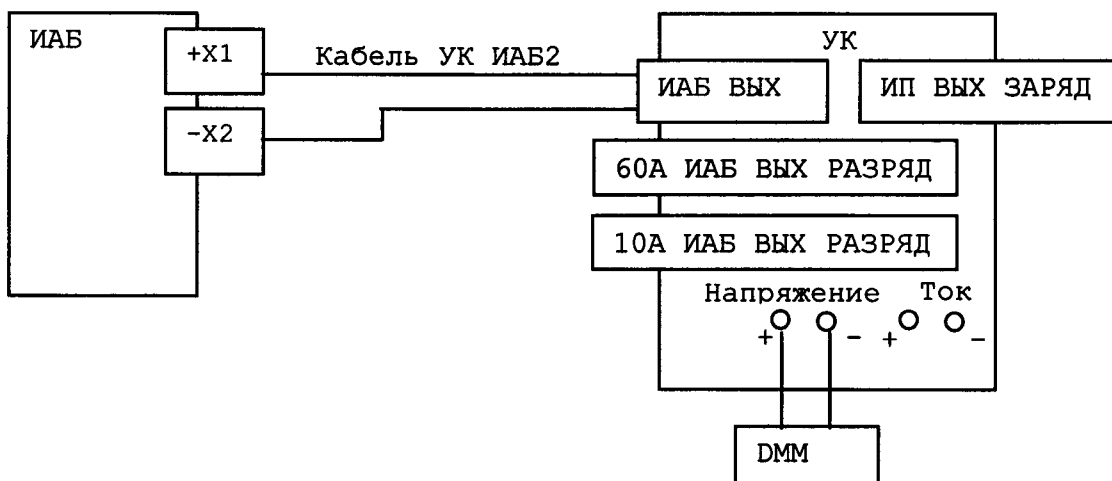 ИАБ
+X1
-X2
Кабель УК ИАБ2
УК
ИАБ ВЫХ
ИП ВЫХ ЗАРЯД
60А ИАБ ВЫХ РАЗРЯД
10А ИАБ ВЫХ РАЗРЯД
Напряжение Ток
+ - + -
DMM